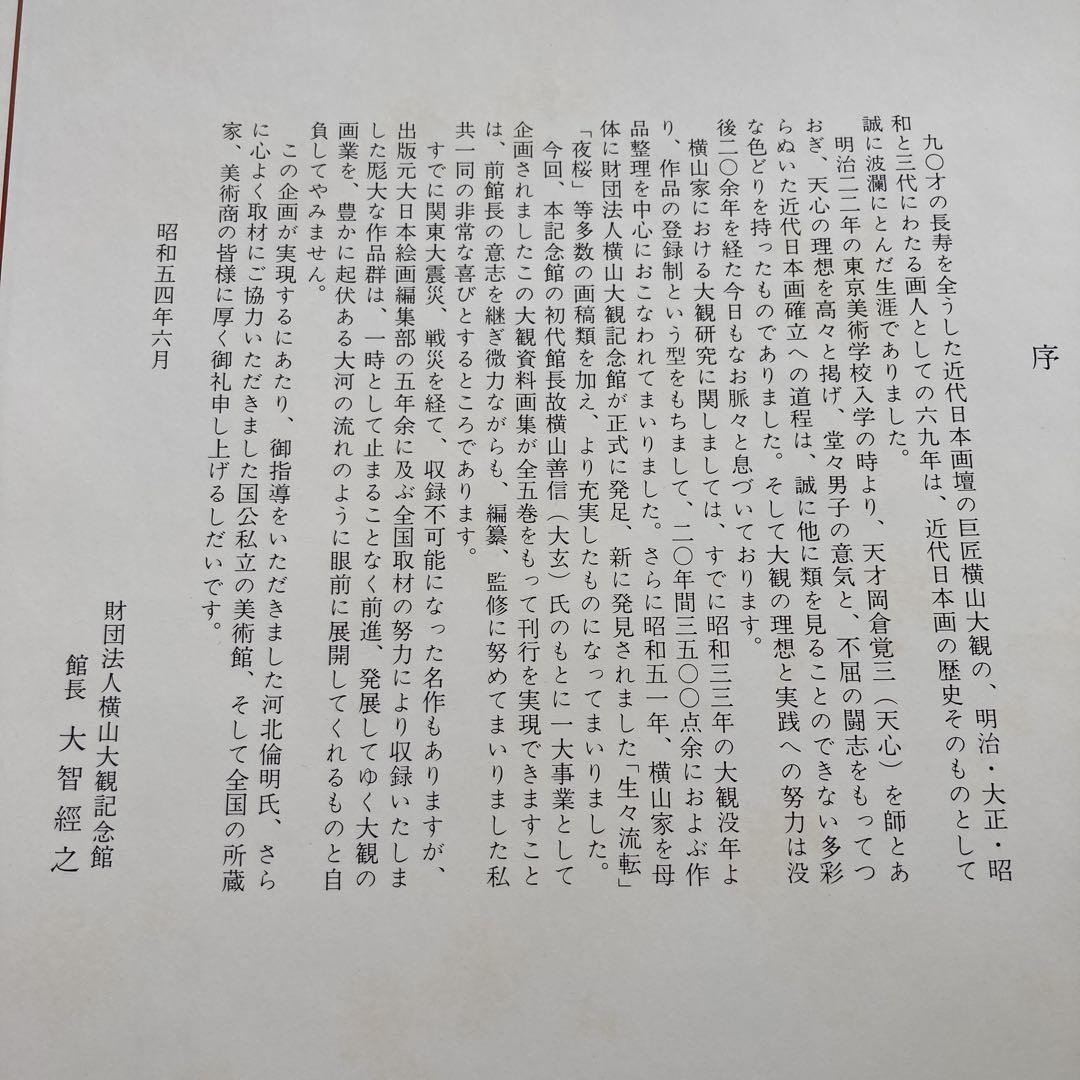 序
九〇才の長寿を全うした近代日本画壇の巨匠横山大観の、明治・大正・昭
和と三代にわたる画人としての六九年は、近代日本画の歴史そのものとして
誠に波瀾にとんだ生涯でありました。
明治二二年の東京美術学校入学の時より、天才岡倉覚三（天心）を師とあ
おぎ、天心の理想を高々と掲げ、堂々男子の意気と、不屈の闘志をもってつ
らぬいた近代日本画確立への道程は、誠に他に類を見ることのできない多彩
な色どりを持ったものでありました。そして大観の理想と実践への努力は没
後二〇余年を経た今日もなお脈々と息づいております。
横山家における大観研究に関しましては、すでに昭和三三年の大観没年よ
り、作品の登録制という型をもちまして、二〇年間三五〇〇点余におよぶ作
品整理を中心におこなわれてまいりました。さらに昭和五一年、横山家を母
体に財団法人横山大観記念館が正式に発足、新に発見されました「生々流転」
「夜桜」等多数の画稿類を加え、より充実したものになってまいりました。
今回、本記念館の初代館長故横山善信（大玄）氏のもとに一大事業として
企画されましたこの大観資料画集が全五巻をもって刊行を実現できますこと
は、前館長の意志を継ぎ微力ながらも、編纂、監修に努めてまいりました私
共一同の非常な喜びとするところであります。
すでに関東大震災、戦災を経て、収録不可能になった名作もありますが、
出版元大日本絵画編集部の五年余に及ぶ全国取材の努力により収録いたしま
した厖大な作品群は、一時として止まることなく前進、発展してゆく大観の
画業を、豊かに起伏ある大河の流れのように眼前に展開してくれるものと自
負してやみません。
この企画が実現するにあたり、御指導をいただきました河北倫明氏、さら
に心よく取材にご協力いただきました国公私立の美術館、そして全国の所蔵
家、美術商の皆様に厚く御礼申し上げるしだいです。
昭和五四年六月
財団法人横山大観記念館
館長 大智經之